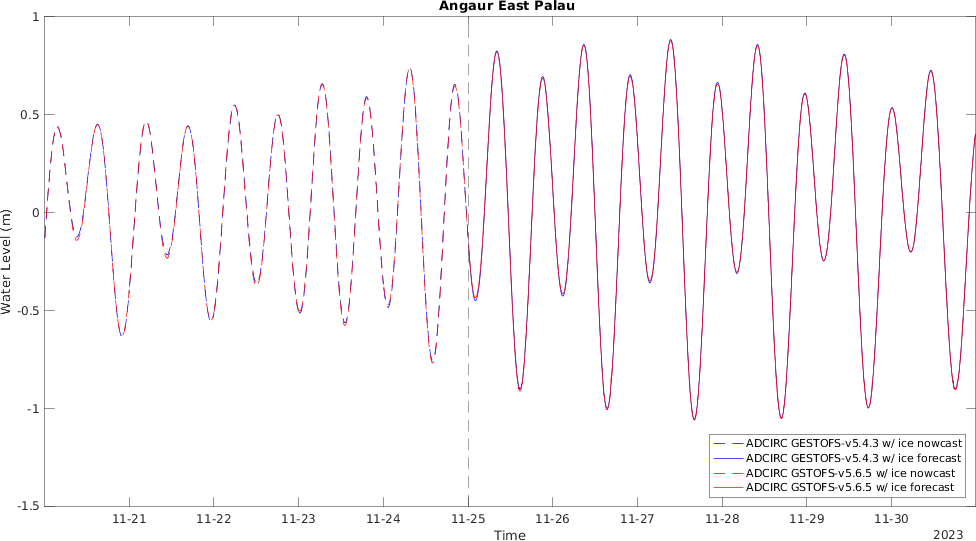 Angaur East Palau
1
0.5
0
-0.5
-1
-1.5
Water Level (m)
ADCIRC GESTOFS-v5.4.3 w/ ice nowcast
ADCIRC GESTOFS-v5.4.3 w/ ice forecast
ADCIRC GSTOFS-v5.6.5 w/ ice nowcast
ADCIRC GSTOFS-v5.6.5 w/ ice forecast
11-21 11-22 11-23 11-24 11-25 11-26 11-27 11-28 11-29 11-30
Time
2023